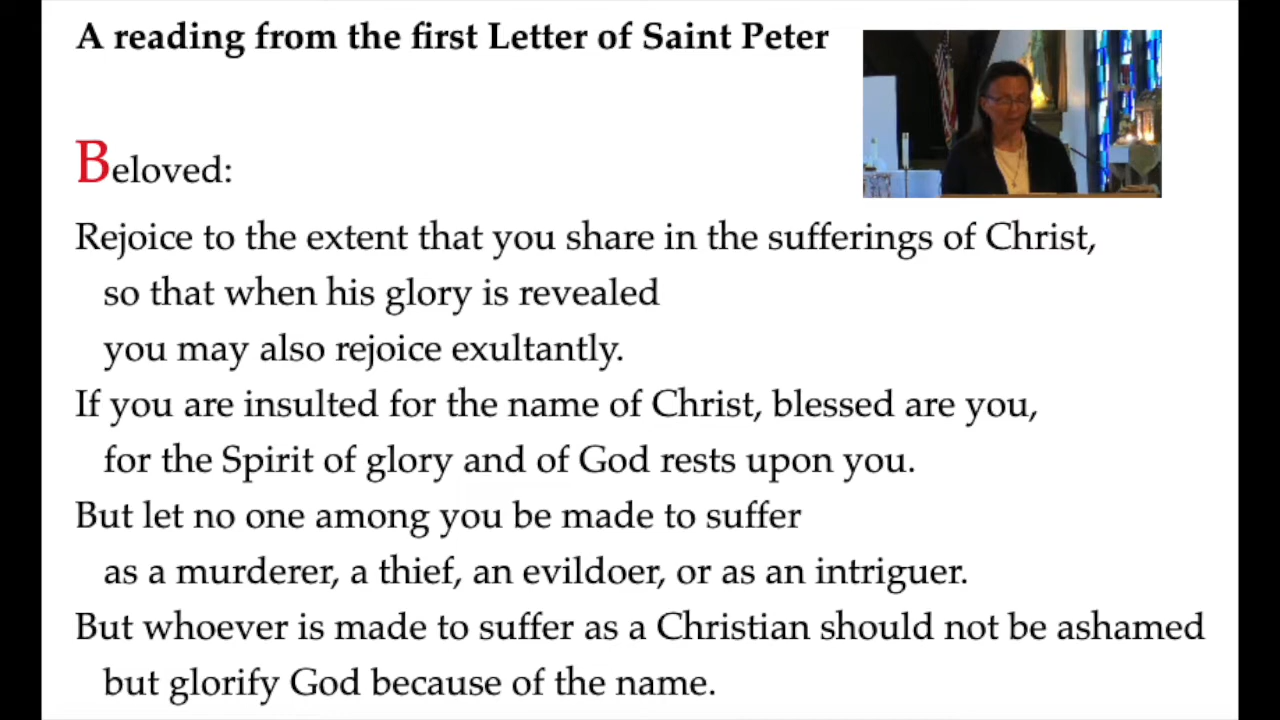 A reading from the first Letter of Saint Peter
Beloved:
Rejoice to the extent that you share in the sufferings of Christ,
so that when his glory is revealed
you may also rejoice exultantly.
If you are insulted for the name of Christ, blessed are you,
for the Spirit of glory and of God rests upon you.
But let no one among you be made to suffer
as a murderer, a thief, an evildoer, or as an intriguer.
But whoever is made to suffer as a Christian should not be ashamed
but glorify God because of the name.